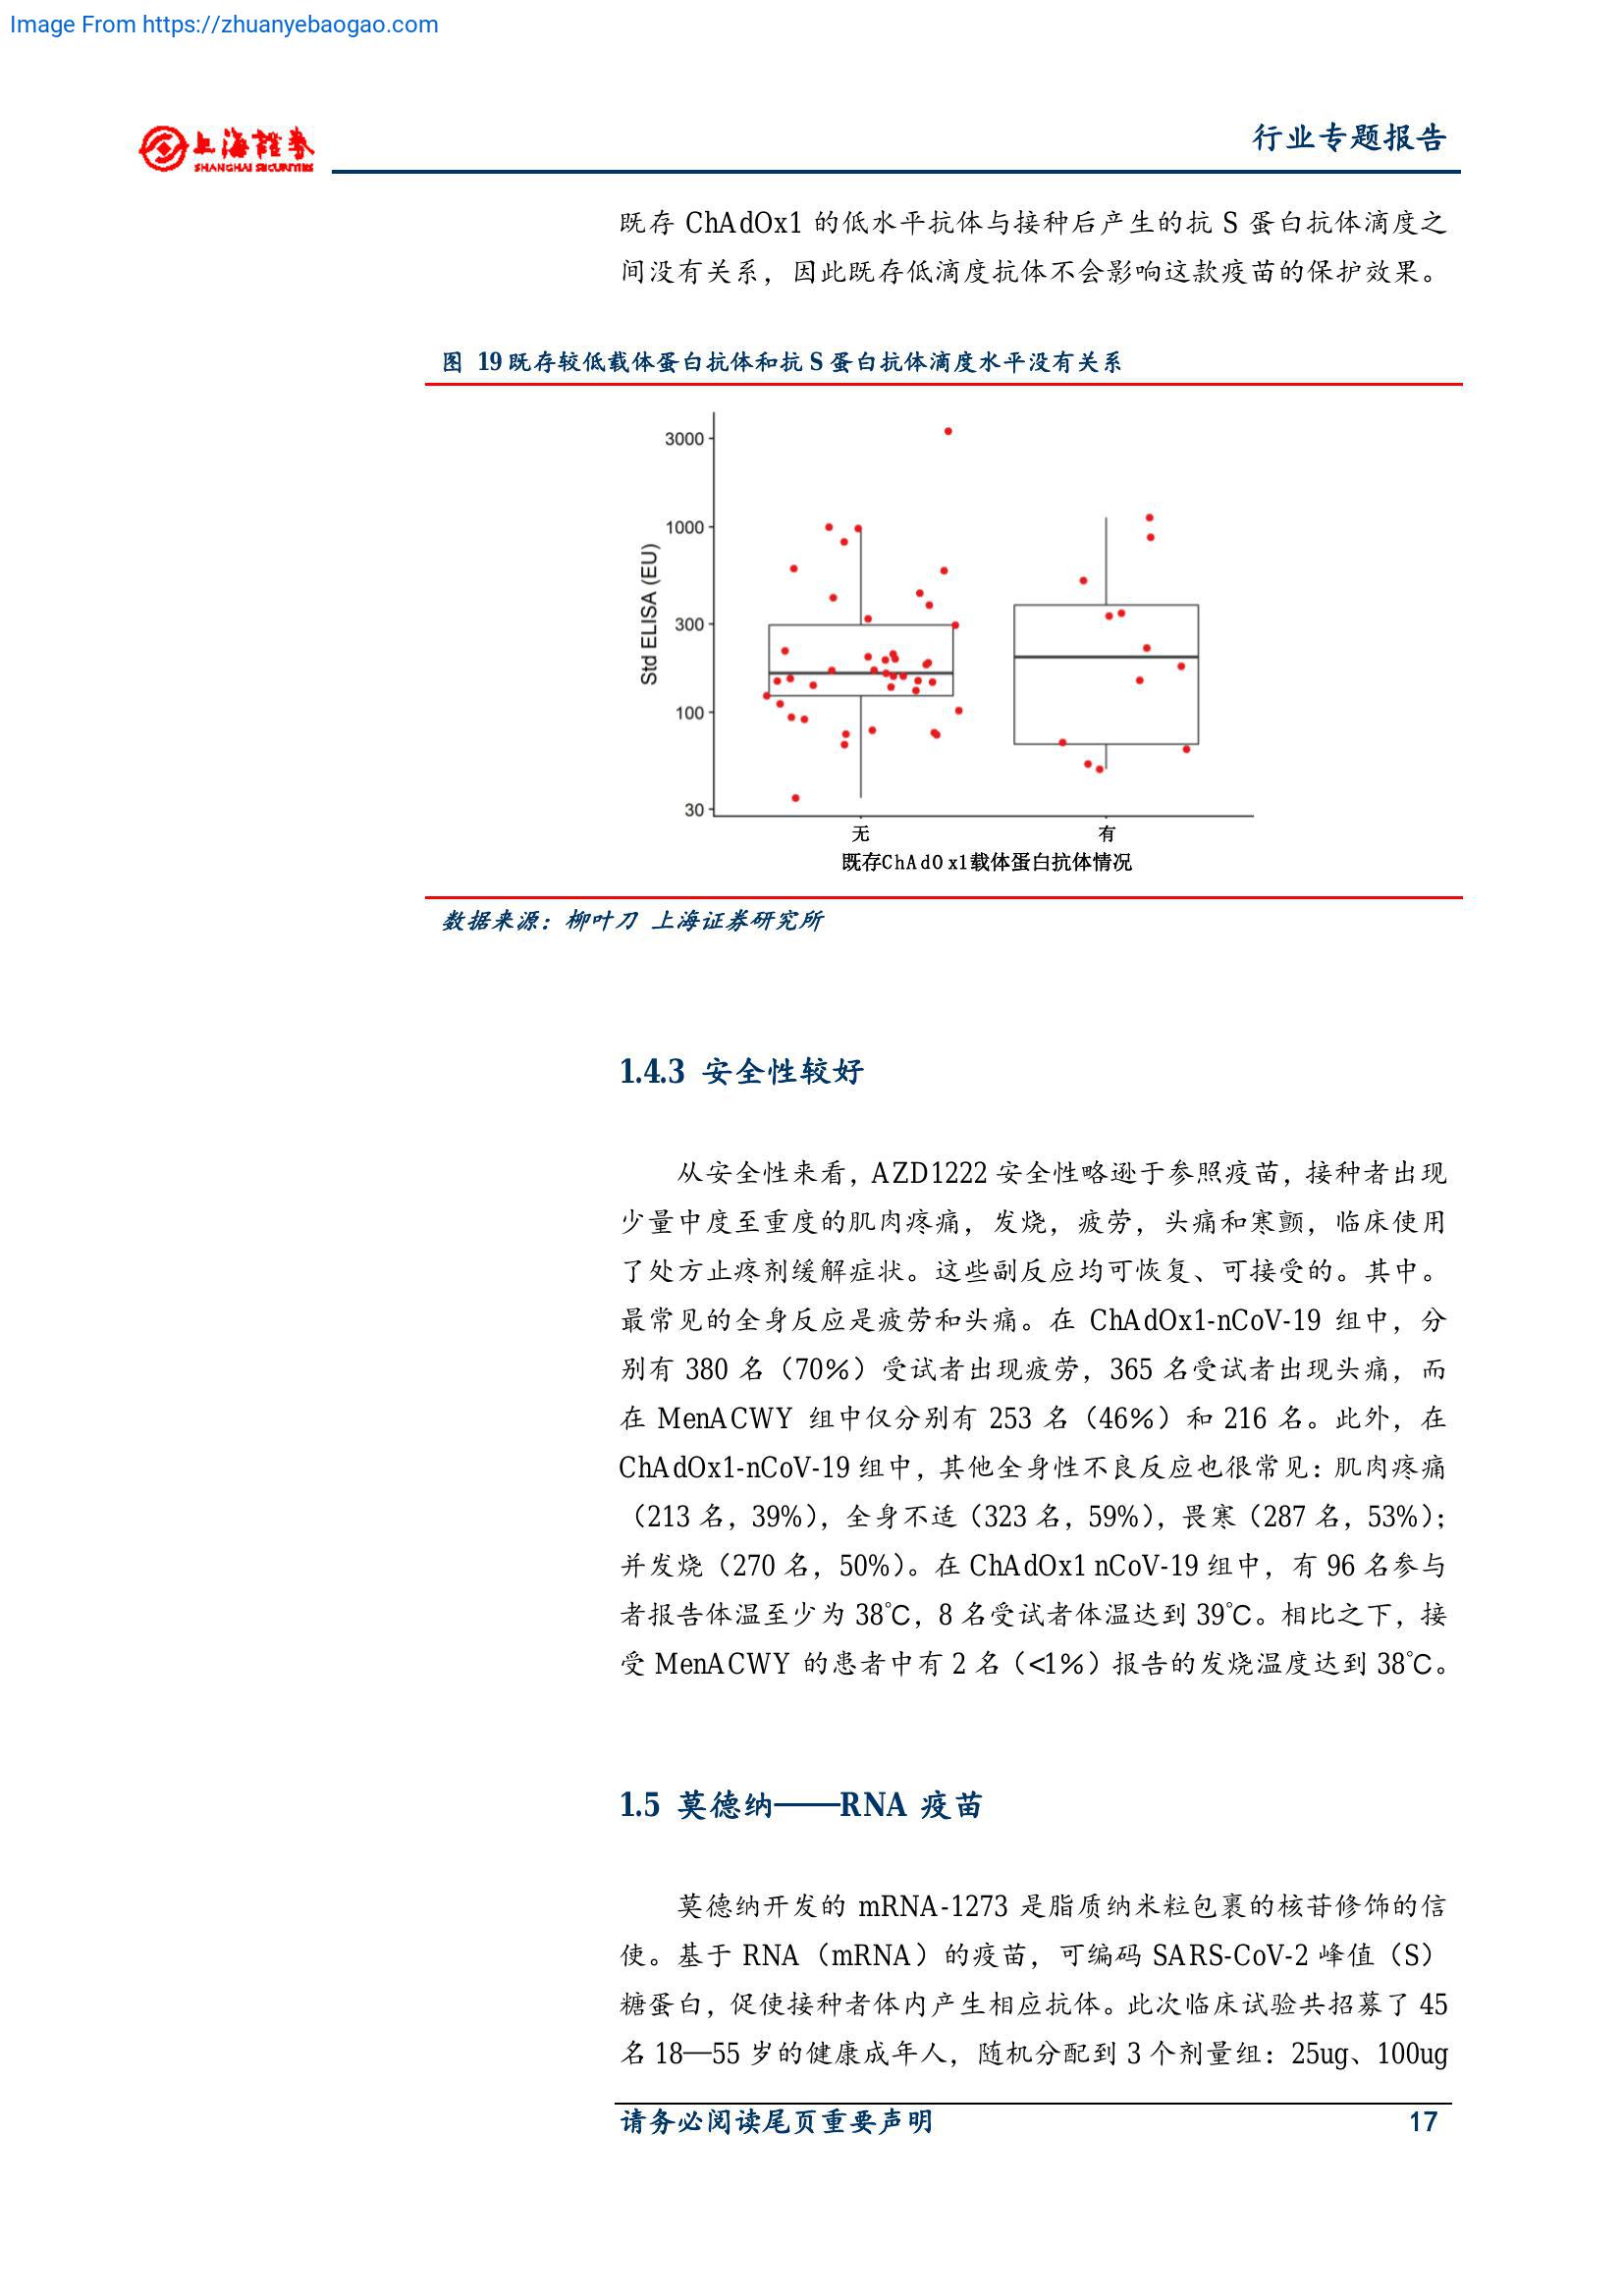 Image From https://zhuanyebaogao.com
上海證券
SHANGHAI SECURITIES
行业专题报告
既存 ChAdOx1 的低水平抗体与接种后产生的抗 S 蛋白抗体滴度之
间没有关系，因此既存低滴度抗体不会影响这款疫苗的保护效果。
图 19 既存较低载体蛋白抗体和抗 S 蛋白抗体滴度水平没有关系
3000
1000
300
100
30
Std ELISA (EU)
无
有
既存ChAdOx1载体蛋白抗体情况
数据来源：柳叶刀 上海证券研究所
1.4.3 安全性较好
从安全性来看，AZD1222 安全性略逊于参照疫苗，接种者出现
少量中度至重度的肌肉疼痛，发烧，疲劳，头痛和寒颤，临床使用
了处方止疼剂缓解症状。这些副反应均可恢复、可接受的。其中。
最常见的全身反应是疲劳和头痛。在 ChAdOx1-nCoV-19 组中，分
别有 380 名（70%）受试者出现疲劳，365 名受试者出现头痛，而
在 MenACWY 组中仅分别有 253 名（46%）和 216 名。此外，在
ChAdOx1-nCoV-19 组中，其他全身性不良反应也很常见：肌肉疼痛
（213 名，39%），全身不适（323 名，59%），畏寒（287 名，53%）；
并发烧（270 名，50%）。在 ChAdOx1 nCoV-19 组中，有 96 名参与
者报告体温至少为 38℃，8 名受试者体温达到 39℃。相比之下，接
受 MenACWY 的患者中有 2 名（<1%）报告的发烧温度达到 38℃。
1.5 莫德纳——RNA 疫苗
莫德纳开发的 mRNA-1273 是脂质纳米粒包裹的核苷修饰的信
使。基于 RNA（mRNA）的疫苗，可编码 SARS-CoV-2 峰值（S）
糖蛋白，促使接种者体内产生相应抗体。此次临床试验共招募了 45
名 18—55 岁的健康成年人，随机分配到 3 个剂量组：25ug、100ug
请务必阅读尾页重要声明
17